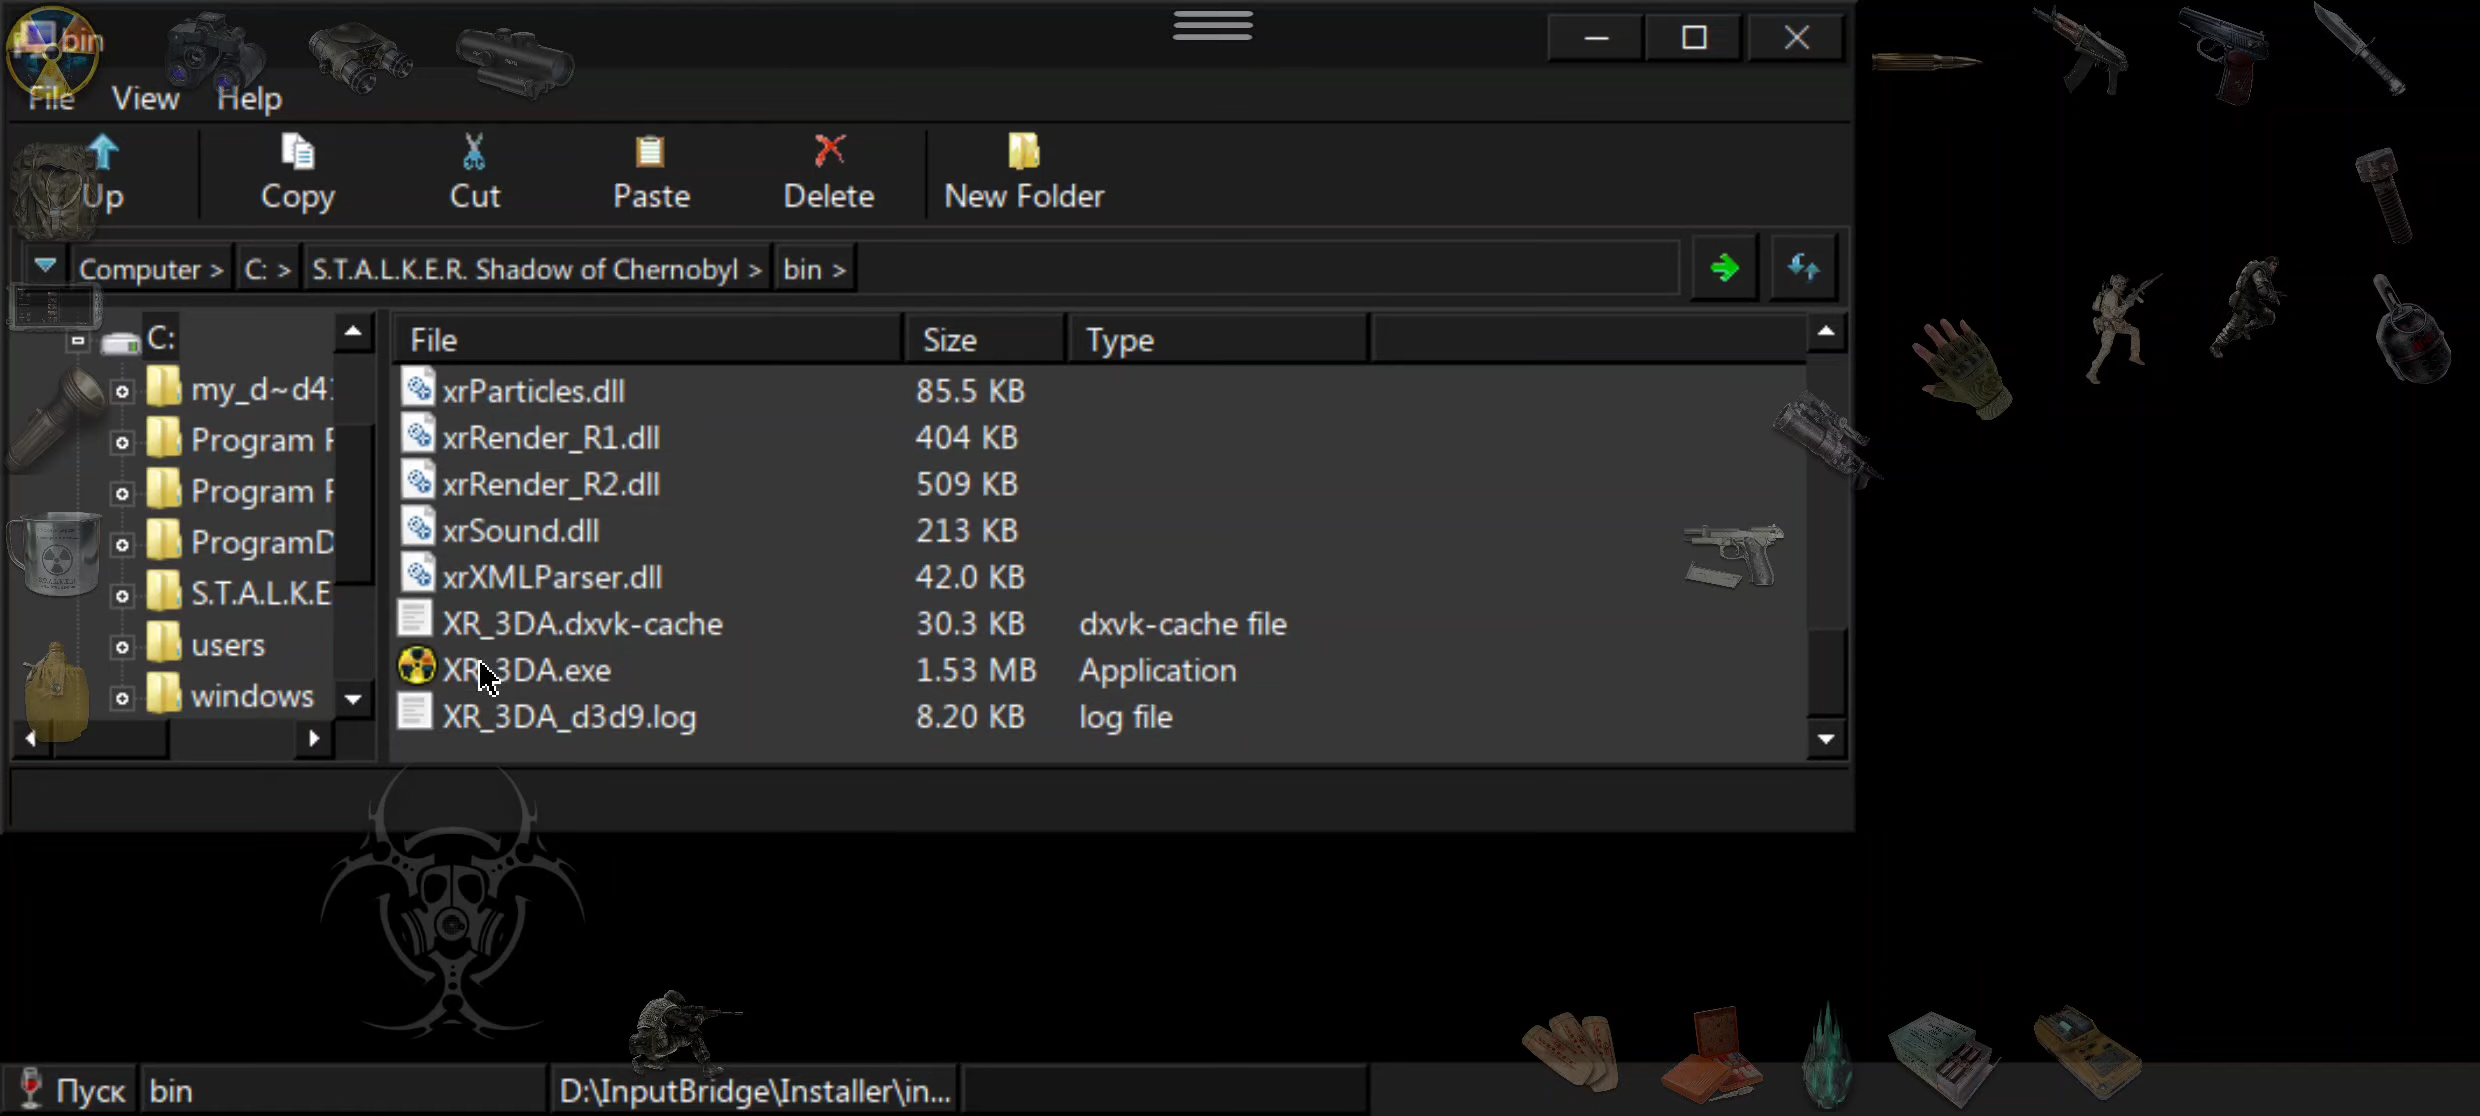 bin
File View Help
Up Copy Cut Paste Delete New Folder
Computer > C: > S.T.A.L.K.E.R. Shadow of Chernobyl > bin >
C:
my_d~d41
Program F
Program F
ProgramD
S.T.A.L.K.E
users
windows
File Size Type
xrParticles.dll 85.5 KB
xrRender_R1.dll 404 KB
xrRender_R2.dll 509 KB
xrSound.dll 213 KB
xrXMLParser.dll 42.0 KB
XR_3DA.dxvk-cache 30.3 KB dxvk-cache file
XR_3DA.exe 1.53 MB Application
XR_3DA_d3d9.log 8.20 KB log file
Пуск bin D:\InputBridge\Installer\in...